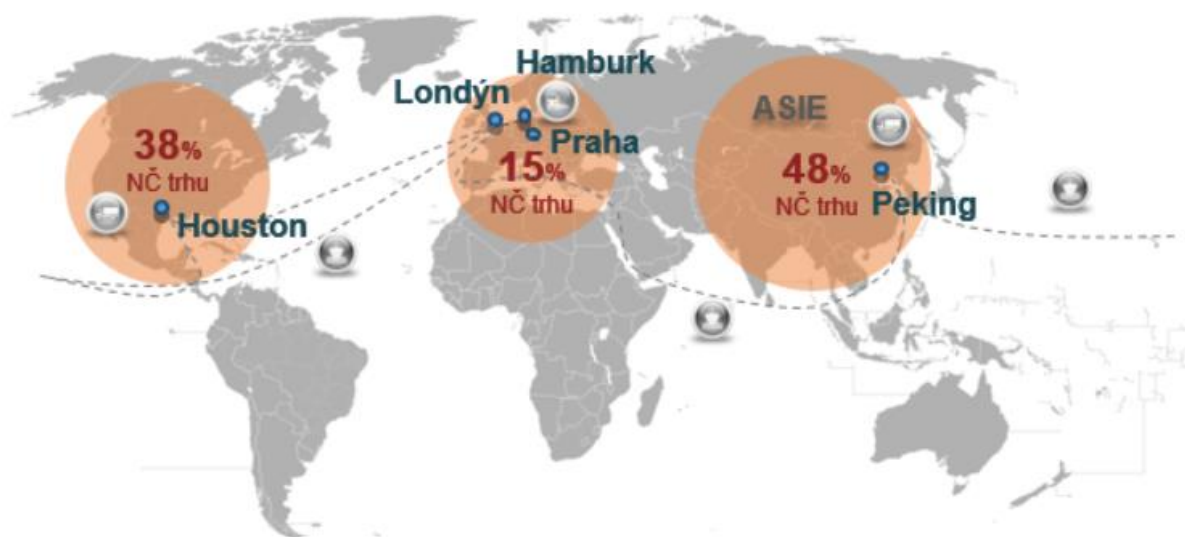 Hamburk
Londýn
ASIE
Praha
38%
NČ trhu
15%
NČ trhu
48%
NČ trhu
Houston
Peking